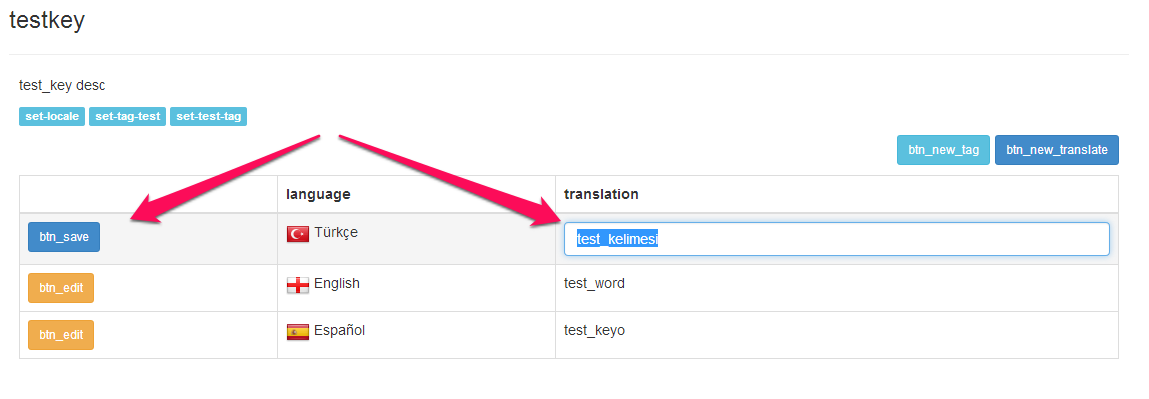 testkey
test_key desc
set-locale set-tag-test set-test-tag
btn_new_tag btn_new_translate
language translation
btn_save Türkçe test_kelimesi
btn_edit English test_word
btn_edit Español test_keyo